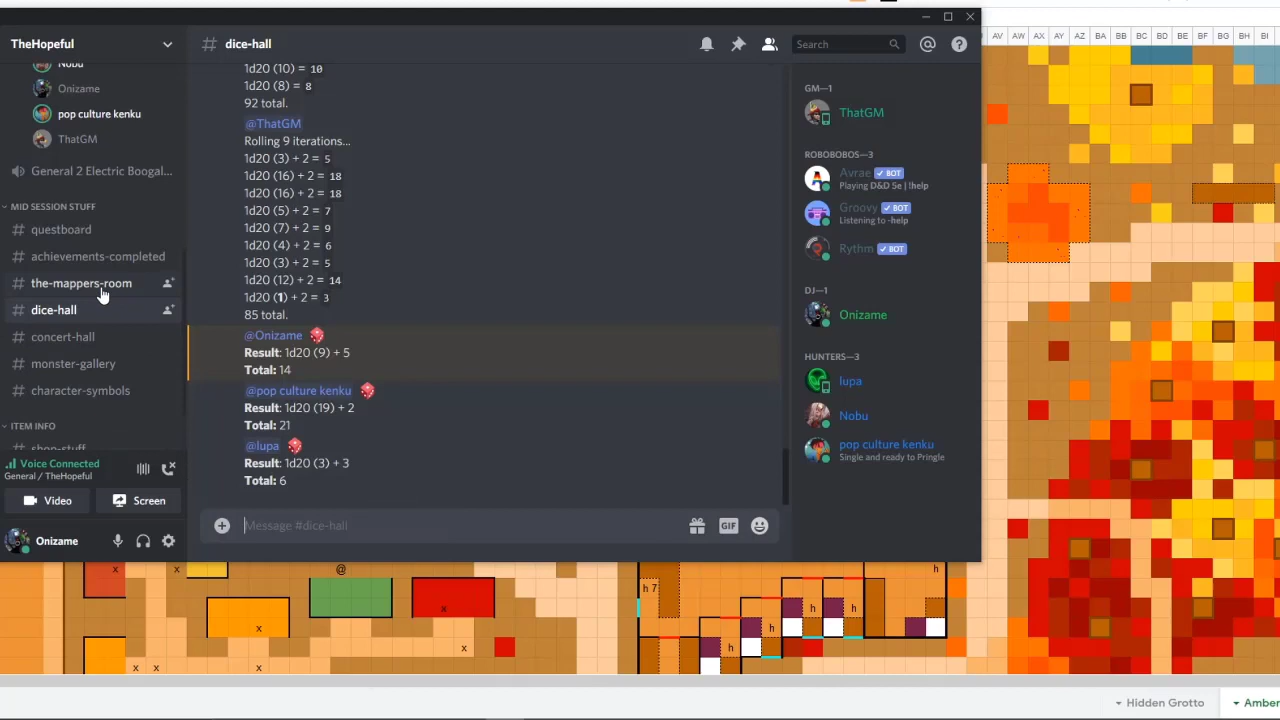 TheHopeful
Nobu
Onizame
pop culture kenku
ThatGM
General 2 Electric Boogal...
MID SESSION STUFF
# questboard
# achievements-completed
# the-mappers-room
# dice-hall
# concert-hall
# monster-gallery
# character-symbols
ITEM INFO
# shop-stuff
Voice Connected
General / TheHopeful
Video
Screen
Onizame
# dice-hall
Search
1d20 (10) = 10
1d20 (8) = 8
92 total.
@ThatGM
Rolling 9 iterations...
1d20 (3) + 2 = 5
1d20 (16) + 2 = 18
1d20 (16) + 2 = 18
1d20 (5) + 2 = 7
1d20 (7) + 2 = 9
1d20 (4) + 2 = 6
1d20 (3) + 2 = 5
1d20 (12) + 2 = 14
1d20 (1) + 2 = 3
85 total.
@Onizame
Result: 1d20 (9) + 5
Total: 14
@pop culture kenku
Result: 1d20 (19) + 2
Total: 21
@lupa
Result: 1d20 (3) + 3
Total: 6
Message #dice-hall
GIF
GM—1
ThatGM
ROBOBOBOS—3
Avrae ✓ BOT
Playing D&D 5e | !help
Groovy ✓ BOT
Listening to -help
Rythm ✓ BOT
DJ—1
Onizame
HUNTERS—3
lupa
Nobu
pop culture kenku
Single and ready to Pringle
AV AW AX AY AZ BA BB BC BD BE BF BG BH BI
x x @ h
h 7
x h h
x h
x h
x x x
Hidden Grotto
Amber